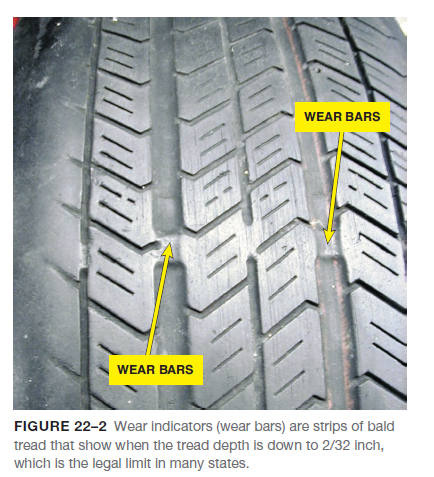 WEAR BARS
WEAR BARS
FIGURE 22–2 Wear indicators (wear bars) are strips of bald
tread that show when the tread depth is down to 2/32 inch,
which is the legal limit in many states.